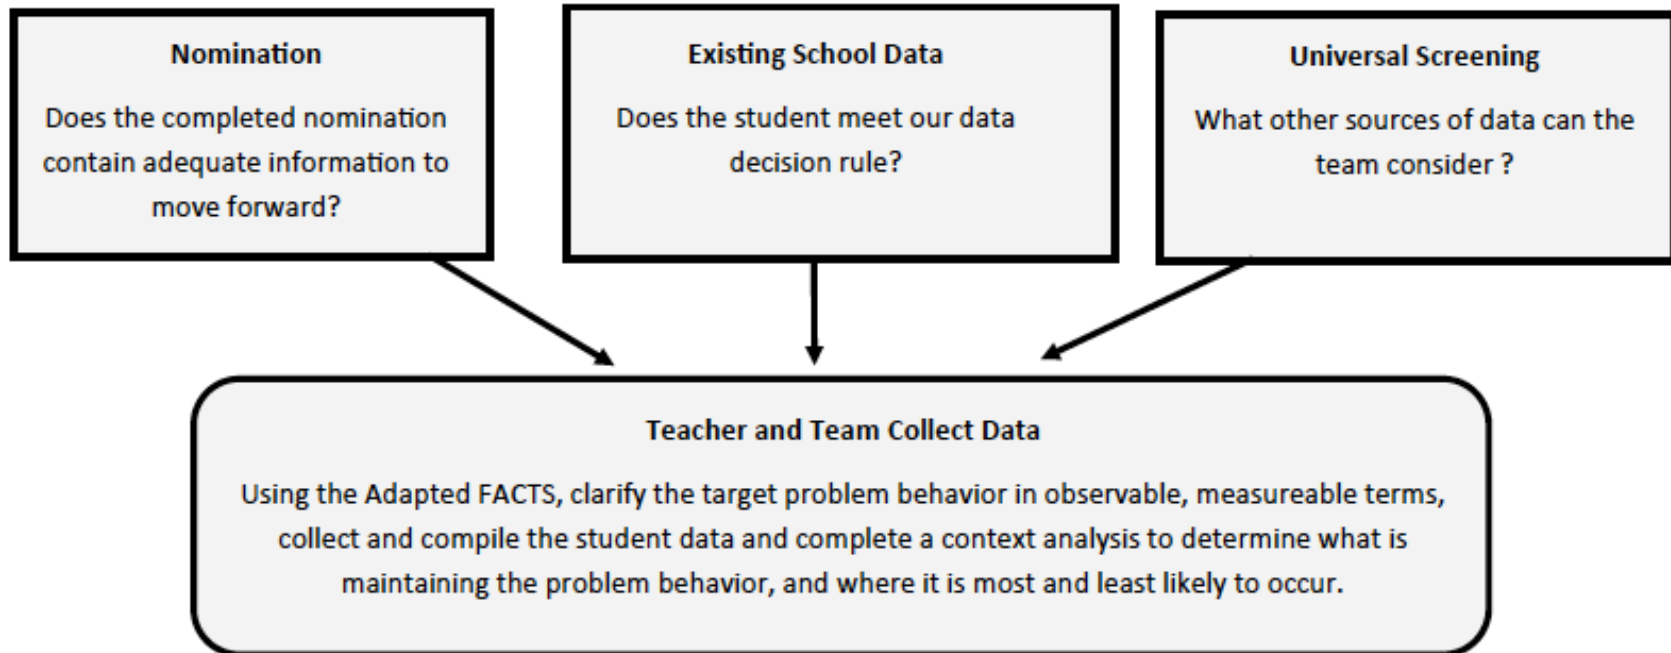 Nomination
Does the completed nomination
contain adequate information to
move forward?
Existing School Data
Does the student meet our data
decision rule?
Universal Screening
What other sources of data can the
team consider ?
Teacher and Team Collect Data
Using the Adapted FACTS, clarify the target problem behavior in observable, measureable terms,
collect and compile the student data and complete a context analysis to determine what is
maintaining the problem behavior, and where it is most and least likely to occur.